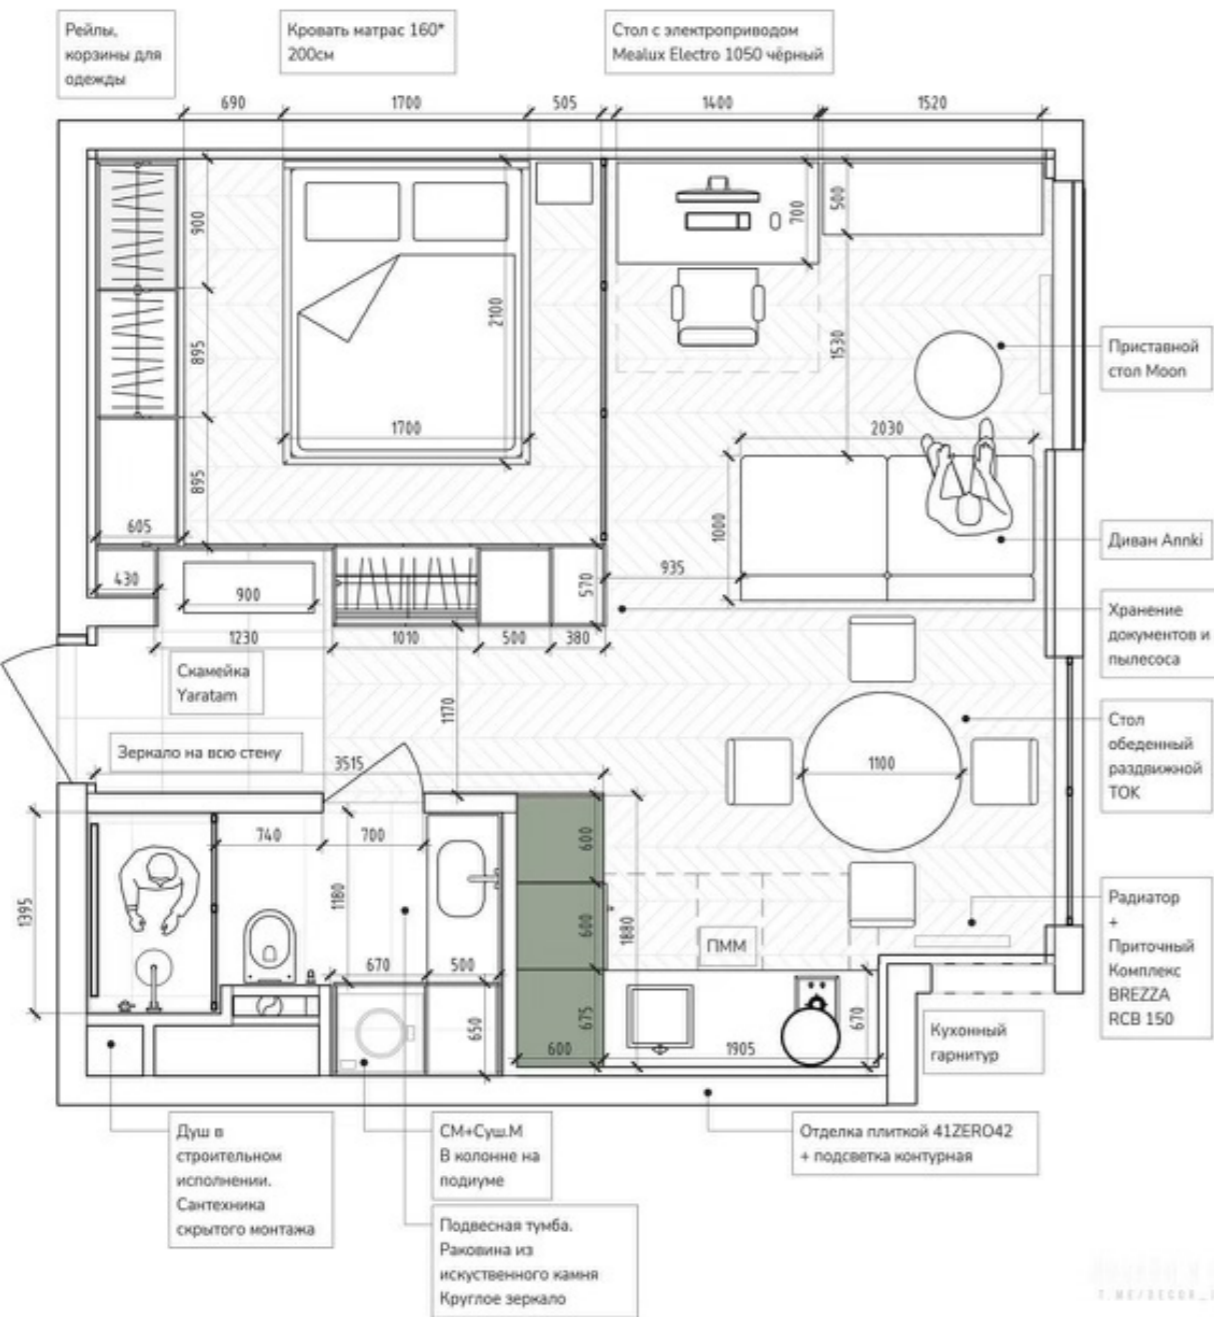 Рейлы,
корзины для
одежды
Кровать матрас 160*
200см
Стол с электроприводом
Mealux Electro 1050 чёрный
690
1700
505
1400
1520
900
895
895
2100
1700
700
500
1530
Приставной
стол Moon
2030
1000
605
430
900
570
935
Диван Annki
1230
1010
500
380
Хранение
документов и
пылесоса
Скамейка
Yaratam
1170
Зеркало на всю стену
3515
1100
Стол
обеденный
раздвижной
ТОК
740
700
600
1395
1180
600
1880
ПММ
670
500
650
675
600
1905
670
Радиатор
+
Приточный
Комплекс
BREZZA
RCB 150
Кухонный
гарнитур
Душ в
строительном
исполнении.
Сантехника
скрытого монтажа
СМ+Суш.М
В колонне на
подиуме
Отделка плиткой 41ZERO42
+ подсветка контурная
Подвесная тумба.
Раковина из
искуственного камня
Круглое зеркало